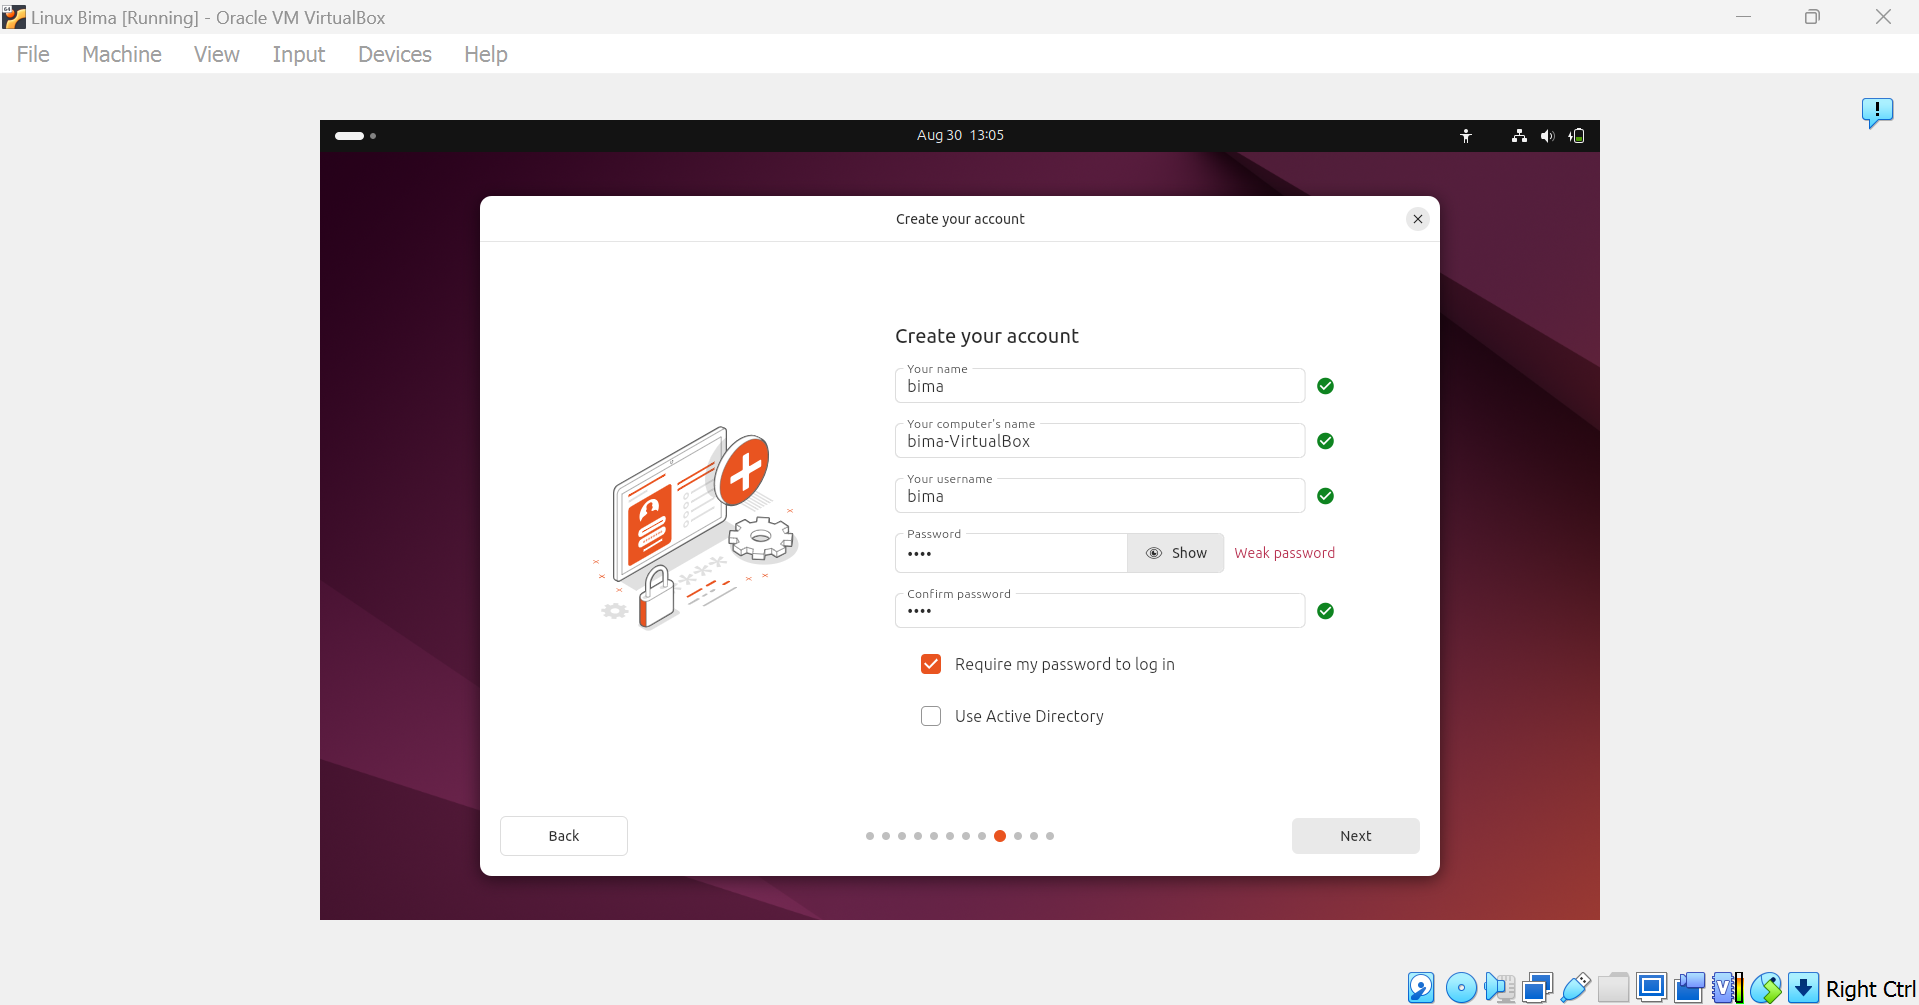 Linux Bima [Running] - Oracle VM VirtualBox
File Machine View Input Devices Help
Aug 30 13:05
Create your account
Create your account
Your name
bima
Your computer's name
bima-VirtualBox
Your username
bima
Password
•••• Show Weak password
Confirm password
••••
Require my password to log in
Use Active Directory
Back Next
Right Ctrl